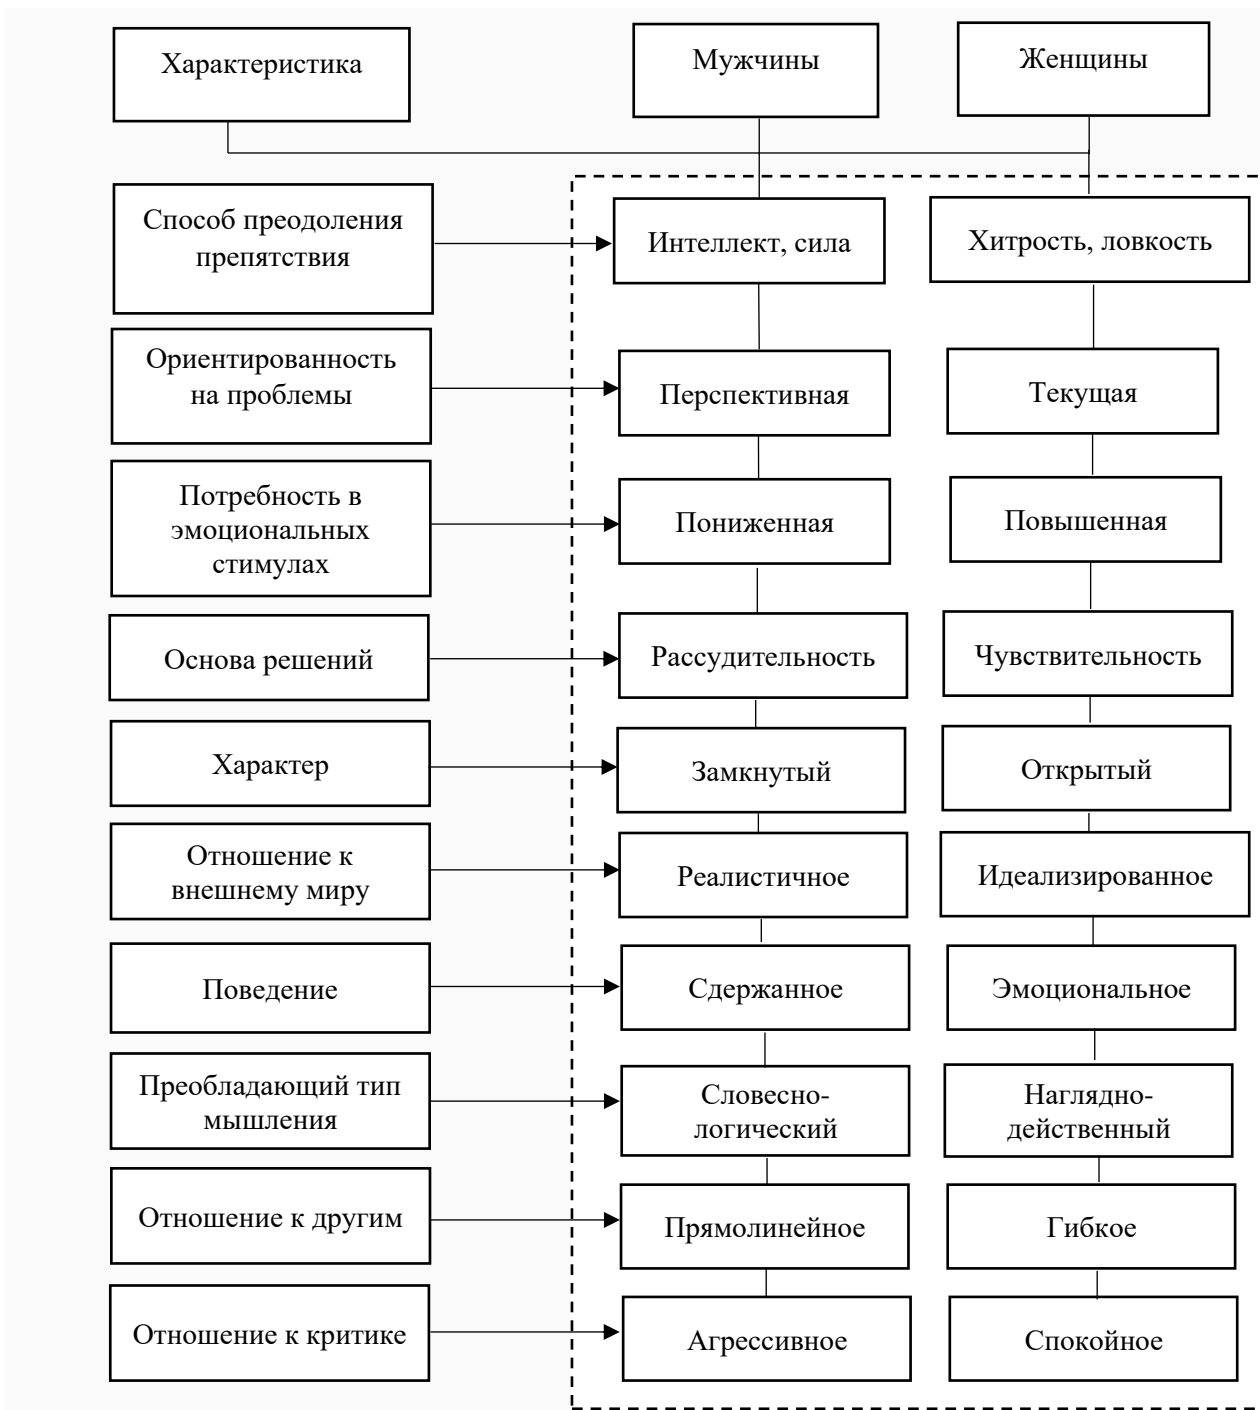 Характеристика
Мужчины
Женщины
Способ преодоления
препятствия
Интеллект, сила
Хитрость, ловкость
Ориентированность
на проблемы
Перспективная
Текущая
Потребность в
эмоциональных
стимулах
Пониженная
Повышенная
Основа решений
Рассудительность
Чувствительность
Характер
Замкнутый
Открытый
Отношение к
внешнему миру
Реалистичное
Идеализированное
Поведение
Сдержанное
Эмоциональное
Преобладающий тип
мышления
Словесно-
логический
Наглядно-
действенный
Отношение к другим
Прямолинейное
Гибкое
Отношение к критике
Агрессивное
Спокойное